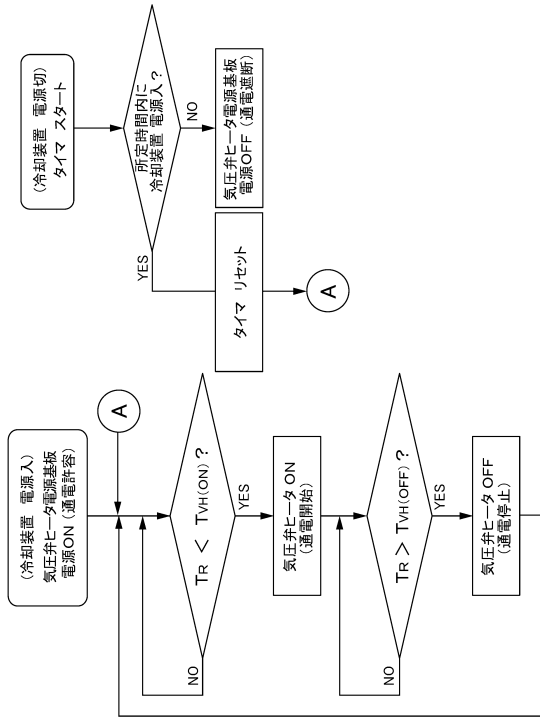 (冷却装置 電源入)
気圧弁ヒータ電源基板
電源ON(通電許容)
A
TR < TVH(ON) ?
NO
YES
気圧弁ヒータ ON
(通電開始)
TR > TVH(OFF) ?
NO
YES
気圧弁ヒータ OFF
(通電停止)
(冷却装置 電源切)
タイマ スタート
所定時間内に
冷却装置 電源入?
YES
NO
タイマ リセット
気圧弁ヒータ電源基板
電源OFF(通電遮断)
A